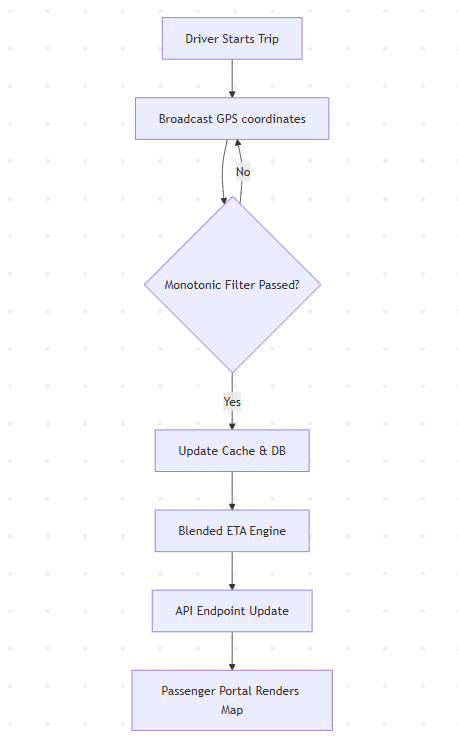 Driver Starts Trip
Broadcast GPS coordinates
No
Monotonic Filter Passed?
Yes
Update Cache & DB
Blended ETA Engine
API Endpoint Update
Passenger Portal Renders
Map